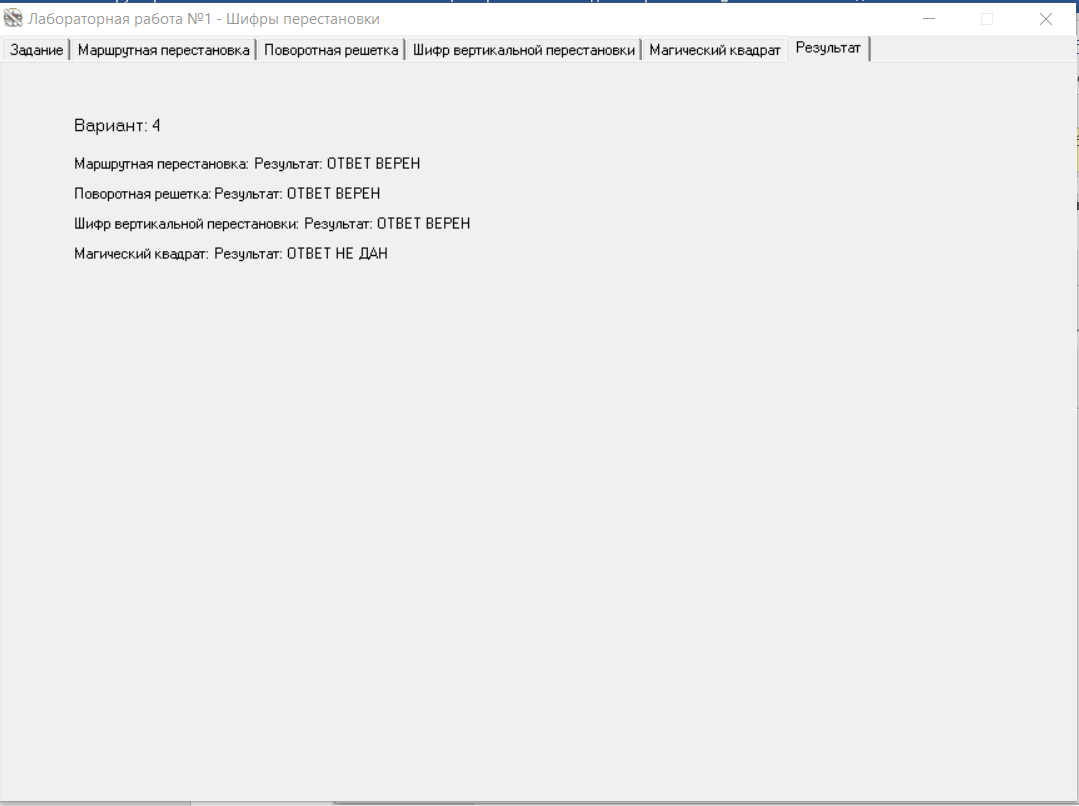 Лабораторная работа №1 - Шифры перестановки
Задание Маршрутная перестановка Поворотная решетка Шифр вертикальной перестановки Магический квадрат Результат
Вариант: 4
Маршрутная перестановка: Результат: ОТВЕТ ВЕРЕН
Поворотная решетка: Результат: ОТВЕТ ВЕРЕН
Шифр вертикальной перестановки: Результат: ОТВЕТ ВЕРЕН
Магический квадрат: Результат: ОТВЕТ НЕ ДАН